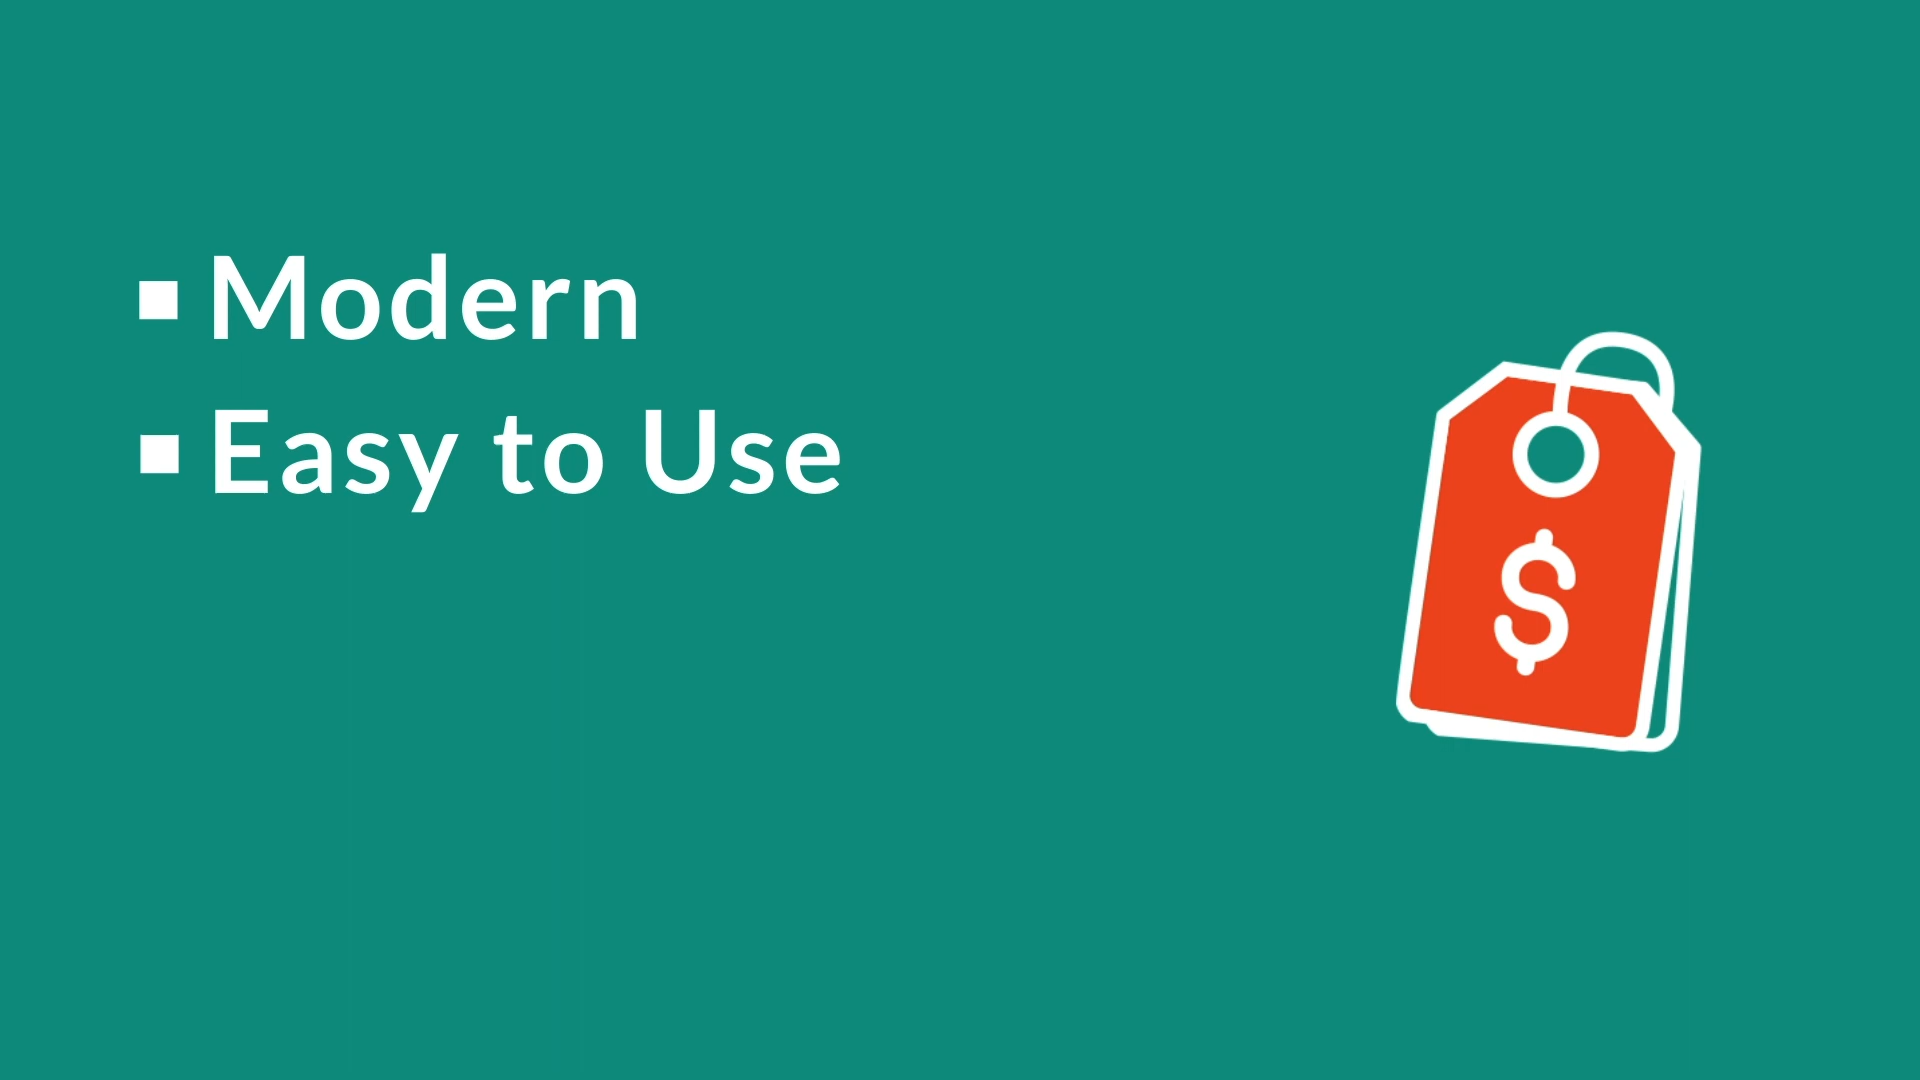 ▪ Modern
▪ Easy to Use
$